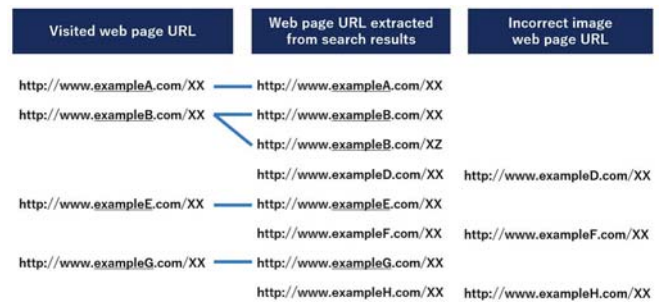 Visited web page URL
Web page URL extracted
from search results
Incorrect image
web page URL
http://www.exampleA.com/XX
http://www.exampleA.com/XX
http://www.exampleB.com/XX
http://www.exampleB.com/XX
http://www.exampleB.com/XZ
http://www.exampleD.com/XX
http://www.exampleD.com/XX
http://www.exampleE.com/XX
http://www.exampleE.com/XX
http://www.exampleF.com/XX
http://www.exampleF.com/XX
http://www.exampleG.com/XX
http://www.exampleG.com/XX
http://www.exampleH.com/XX
http://www.exampleH.com/XX